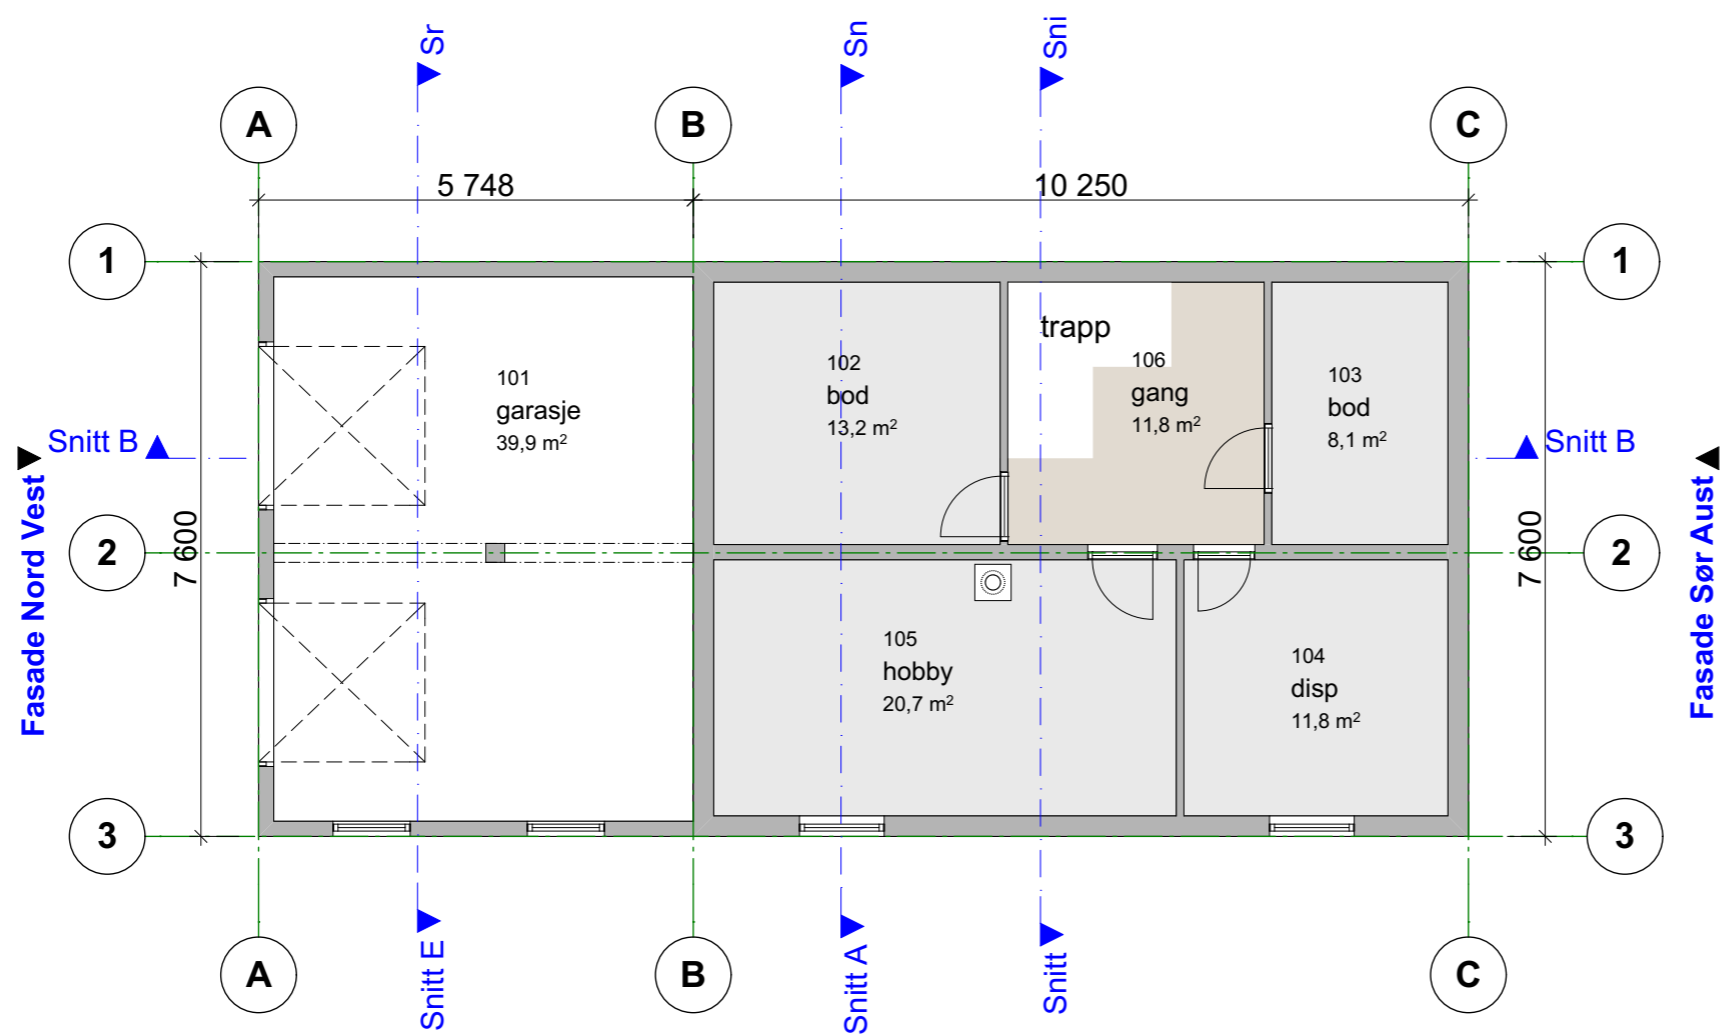 Sr
Sn
Sni
A
B
C
5 748
10 250
1
1
trapp
102
bod
13,2 m²
106
gang
11,8 m²
101
garasje
39,9 m²
103
bod
8,1 m²
Snitt B
Snitt B
Fasade Nord Vest
7 600
2
2
7 600
Fasade Sør Aust
105
hobby
20,7 m²
104
disp
11,8 m²
3
3
A
Snitt E
B
Snitt A
Snitt
C